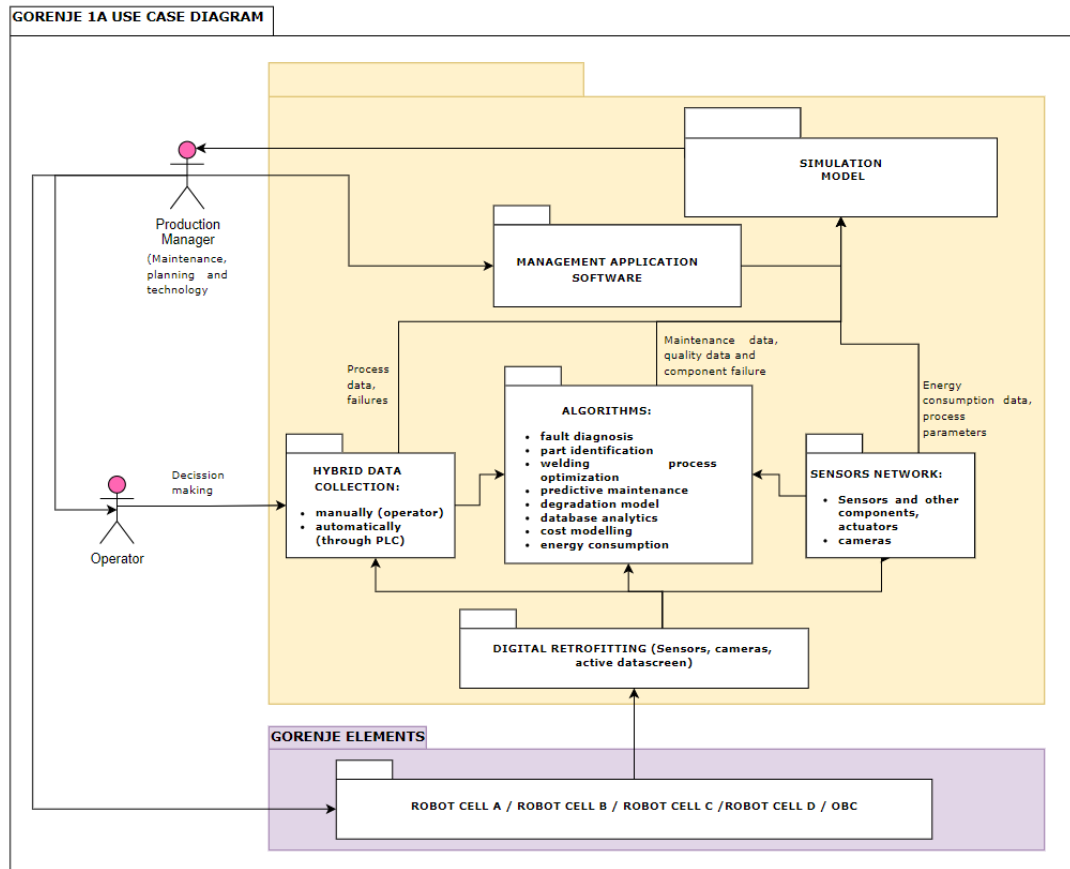 GORENJE 1A USE CASE DIAGRAM
SIMULATION
MODEL
Production
Manager
(Maintenance,
planning and
technology
MANAGEMENT APPLICATION
SOFTWARE
Process
data,
failures
Maintenance data,
quality data and
component failure
Energy
consumption data,
process
parameters
ALGORITHMS:
• fault diagnosis
• part identification
• welding process
optimization
• predictive maintenance
• degradation model
• database analytics
• cost modelling
• energy consumption
HYBRID DATA
COLLECTION:
• manually (operator)
• automatically
(through PLC)
SENSORS NETWORK:
• Sensors and other
components,
actuators
• cameras
Decission
making
Operator
DIGITAL RETROFITTING (Sensors, cameras,
active datascreen)
GORENJE ELEMENTS
ROBOT CELL A / ROBOT CELL B / ROBOT CELL C /ROBOT CELL D / OBC